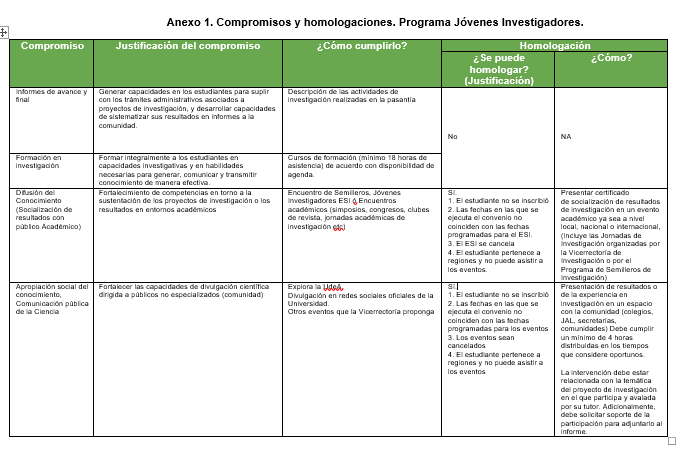 Anexo 1. Compromisos y homologaciones. Programa Jóvenes Investigadores.
Compromiso
Justificación del compromiso
¿Cómo cumplirlo?
Homologación
¿Se puede
homologar?
(Justificación)
¿Cómo?
Informes de avance y
final
Generar capacidades en los estudiantes para suplir
con los trámites administrativos asociados a
proyectos de investigación, y desarrollar capacidades
de sistematizar sus resultados en informes a la
comunidad.
Descripción de las actividades de
investigación realizadas en la pasantía
No
NA
Formación en
investigación
Formar integralmente a los estudiantes en
capacidades investigativas y en habilidades
necesarias para generar, comunicar y transmitir
conocimiento de manera efectiva.
Cursos de formación (mínimo 18 horas de
asistencia) de acuerdo con disponibilidad de
agenda.
Difusión del
Conocimiento
(Socialización de
resultados con
público Académico)
Fortalecimiento de competencias en torno a la
sustentación de los proyectos de investigación o los
resultados en entornos académicos
Encuentro de Semilleros, Jóvenes
Investigadores ESI ó Encuentros
académicos (simposios, congresos, clubes
de revista, jornadas académicas de
investigación etc)
Sí.
1. El estudiante no se inscribió
2. Las fechas en las que se
ejecuta el convenio no
coinciden con las fechas
programadas para el ESI.
3. El ESI se cancela
4. El estudiante pertenece a
regiones y no puede asistir a
los eventos.
Presentar certificado
de socialización de resultados
de investigación en un evento
académico ya sea a nivel
local, nacional o internacional,
(Incluye las Jornadas de
Investigación organizadas por
la Vicerrectoría de
Investigación o por el
Programa de Semilleros de
Investigación)
Apropiación social del
conocimiento,
Comunicación pública
de la Ciencia
Fortalecer las capacidades de divulgación científica
dirigida a públicos no especializados (comunidad)
Explora la UdeA
Divulgación en redes sociales oficiales de la
Universidad.
Otros eventos que la Vicerrectoría proponga
Sí.
1. El estudiante no se inscribió
2. Las fechas en las que se
ejecuta el convenio no
coinciden con las fechas
programadas para los eventos
3. Los eventos sean
cancelados
4. El estudiante pertenece a
regiones y no puede asistir a
los eventos
Presentación de resultados o
de la experiencia en
investigación en un espacio
con la comunidad (colegios,
JAL, secretarías,
comunidades) Debe cumplir
un mínimo de 4 horas
distribuidas en los tiempos
que considere oportunos.
La intervención debe estar
relacionada con la temática
del proyecto de investigación
en el que participa y avalada
por su tutor. Adicionalmente,
debe solicitar soporte de la
participación para adjuntarlo al
informe.